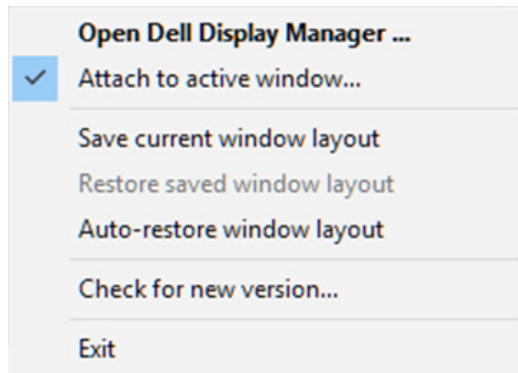 Open Dell Display Manager ...
Attach to active window...
Save current window layout
Restore saved window layout
Auto-restore window layout
Check for new version...
Exit